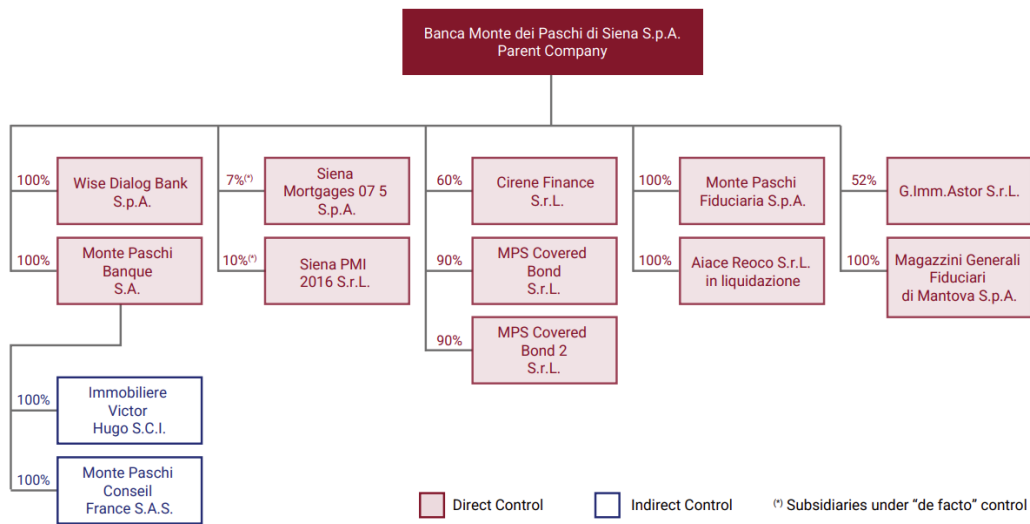 Banca Monte dei Paschi di Siena S.p.A.
Parent Company
100%
Wise Dialog Bank
S.p.A.
7%(*)
Siena
Mortgages 07 5
S.p.A.
60%
Cirene Finance
S.r.L.
100%
Monte Paschi
Fiduciaria S.p.A.
52%
G.Imm.Astor S.r.L.
100%
Monte Paschi
Banque
S.A.
10%(*)
Siena PMI
2016 S.r.L.
90%
MPS Covered
Bond
S.r.L.
100%
Aiace Reoco S.r.L.
in liquidazione
100%
Magazzini Generali
Fiduciari
di Mantova S.p.A.
90%
MPS Covered
Bond 2
S.r.L.
100%
Immobiliere
Victor
Hugo S.C.I.
100%
Monte Paschi
Conseil
France S.A.S.
Direct Control
Indirect Control
(*) Subsidiaries under "de facto" control